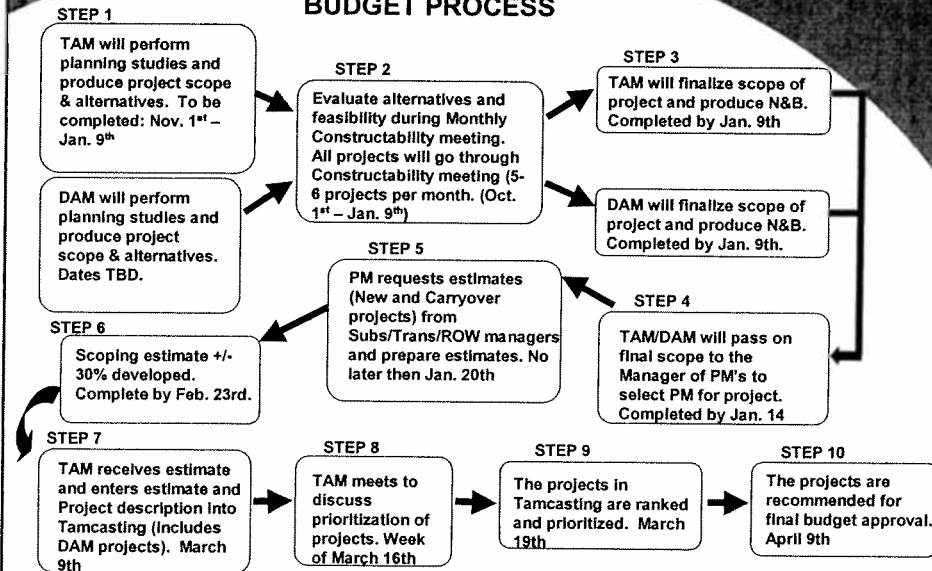 BUDGET PROCESS
STEP 1
TAM will perform
planning studies and
produce project scope
& alternatives. To be
completed: Nov. 1st –
Jan. 9th
DAM will perform
planning studies and
produce project
scope & alternatives.
Dates TBD.
STEP 2
Evaluate alternatives and
feasibility during Monthly
Constructability meeting.
All projects will go through
Constructability meeting (5-
6 projects per month. (Oct.
1st – Jan. 9th)
STEP 3
TAM will finalize scope of
project and produce N&B.
Completed by Jan. 9th
DAM will finalize scope of
project and produce N&B.
Completed by Jan. 9th.
STEP 4
TAM/DAM will pass on
final scope to the
Manager of PM's to
select PM for project.
Completed by Jan. 14
STEP 5
PM requests estimates
(New and Carryover
projects) from
Subs/Trans/ROW managers
and prepare estimates. No
later then Jan. 20th
STEP 6
Scoping estimate +/-
30% developed.
Complete by Feb. 23rd.
STEP 7
TAM receives estimate
and enters estimate and
Project description into
Tamcasting (includes
DAM projects). March
9th
STEP 8
TAM meets to
discuss
prioritization of
projects. Week
of March 16th
STEP 9
The projects in
Tamcasting are ranked
and prioritized. March
19th
STEP 10
The projects are
recommended for
final budget approval.
April 9th